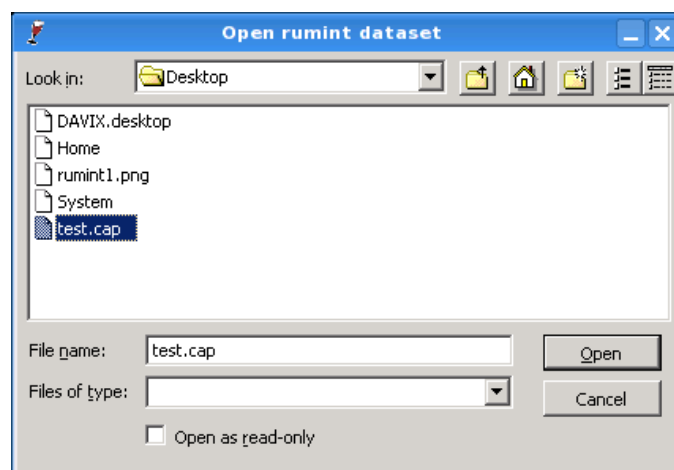 Open rumint dataset
Look in: Desktop
DAVIX.desktop
Home
rumint1.png
System
test.cap
File name: test.cap Open
Files of type: Cancel
Open as read-only